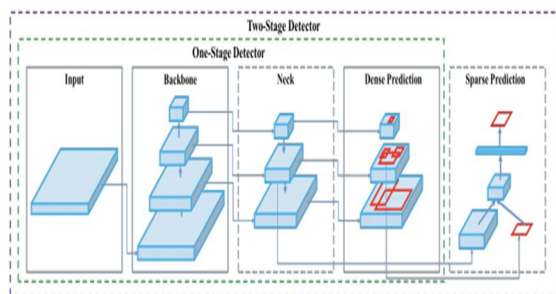 Two-Stage Detector
One-Stage Detector
Input
Backbone
Neck
Dense Prediction
Sparse Prediction